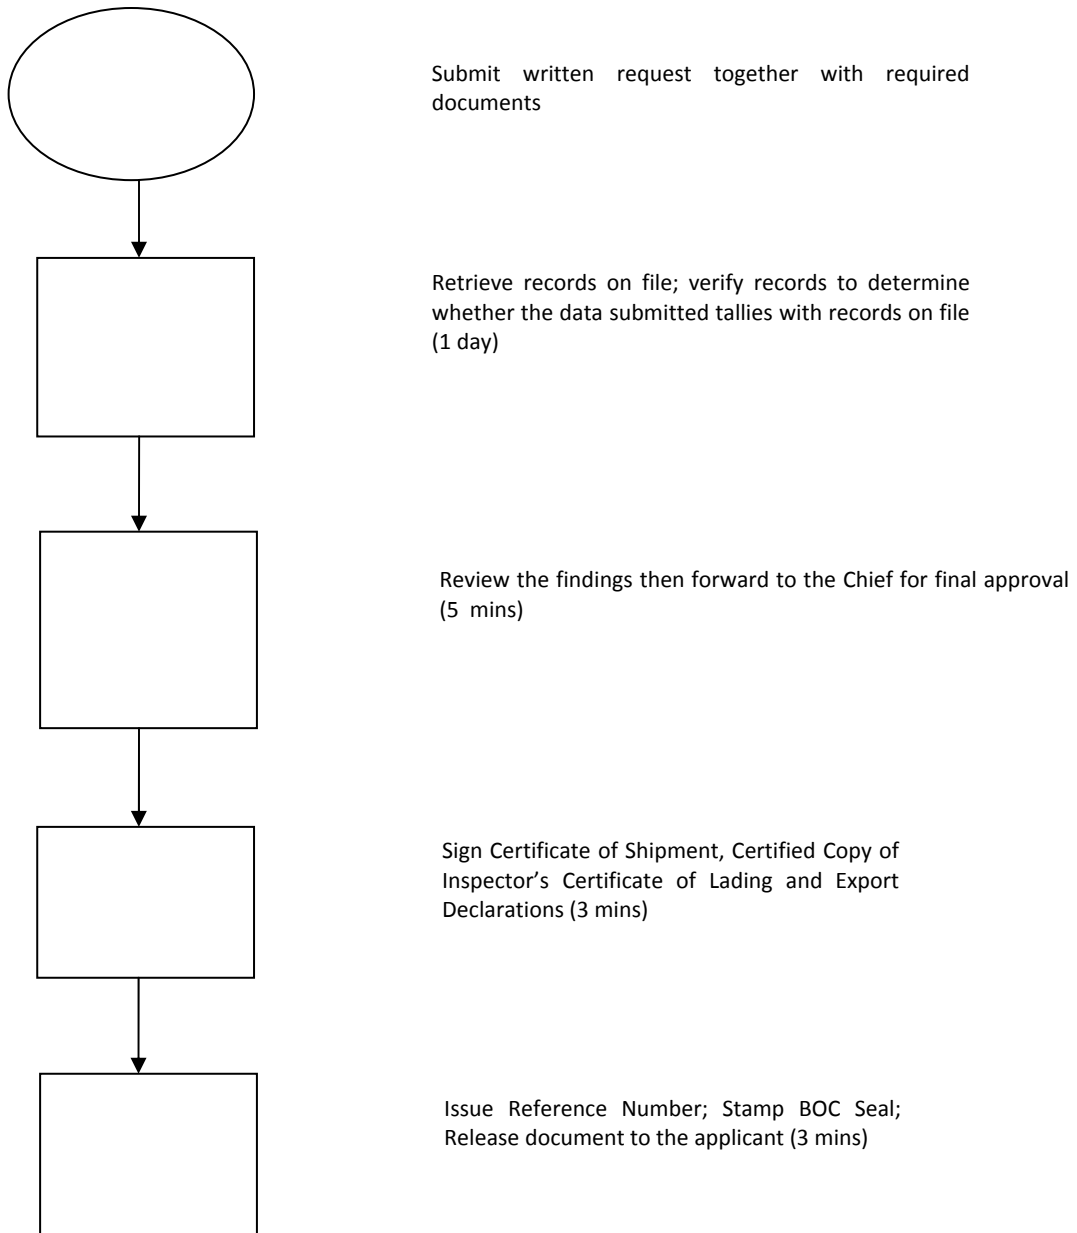 Submit written request together with required
documents
Retrieve records on file; verify records to determine
whether the data submitted tallies with records on file
(1 day)
Review the findings then forward to the Chief for final approval
(5 mins)
Sign Certificate of Shipment, Certified Copy of
Inspector’s Certificate of Lading and Export
Declarations (3 mins)
Issue Reference Number; Stamp BOC Seal;
Release document to the applicant (3 mins)